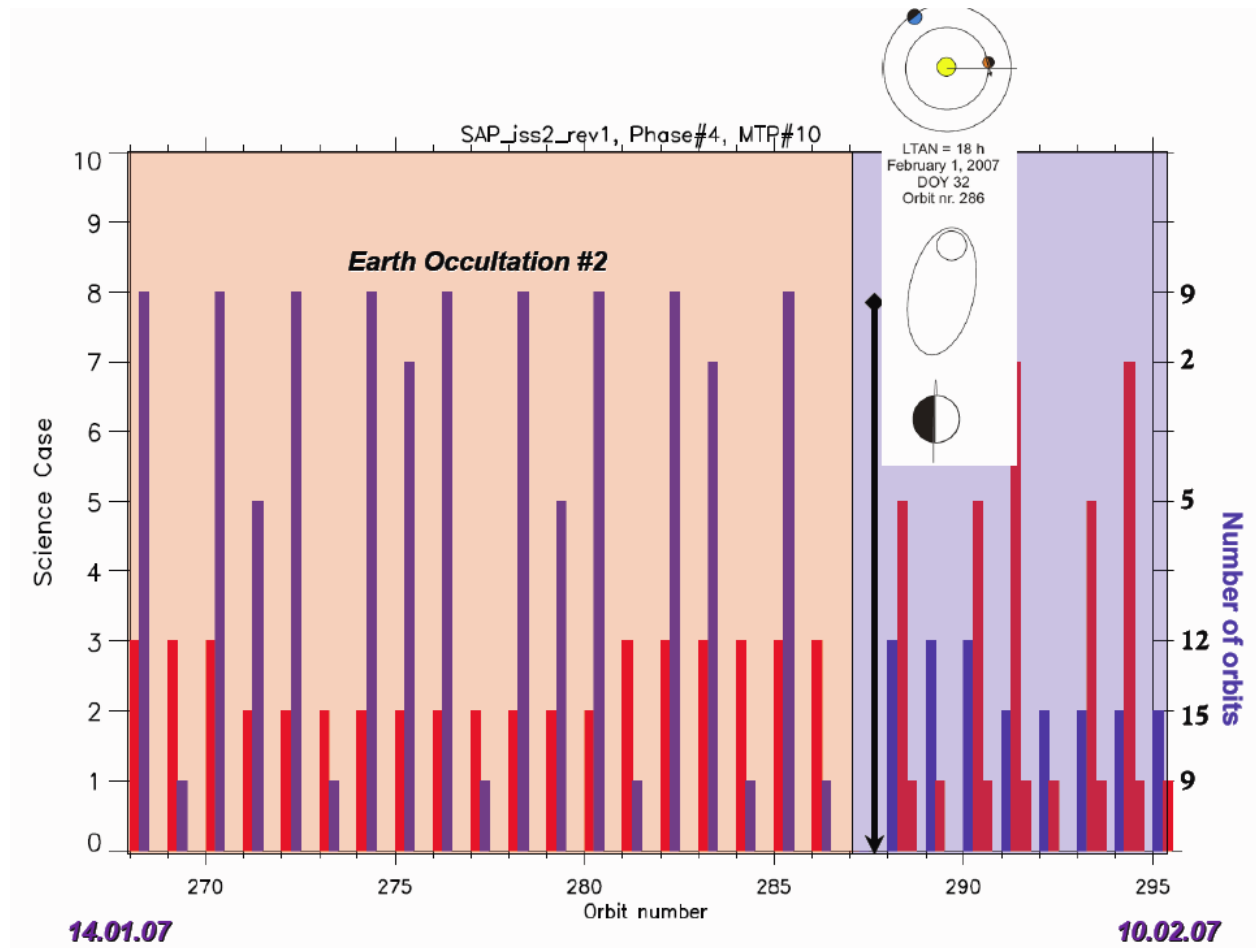 SAP_iss2_rev1, Phase#4, MTP#10
LTAN = 18 h
February 1, 2007
DOY 32
Orbit nr. 286
Earth Occultation #2
10
9
8
7
6
5
4
3
2
1
0
Science Case
9
2
5
12
15
9
Number of orbits
270
275
280
285
290
295
Orbit number
14.01.07
10.02.07